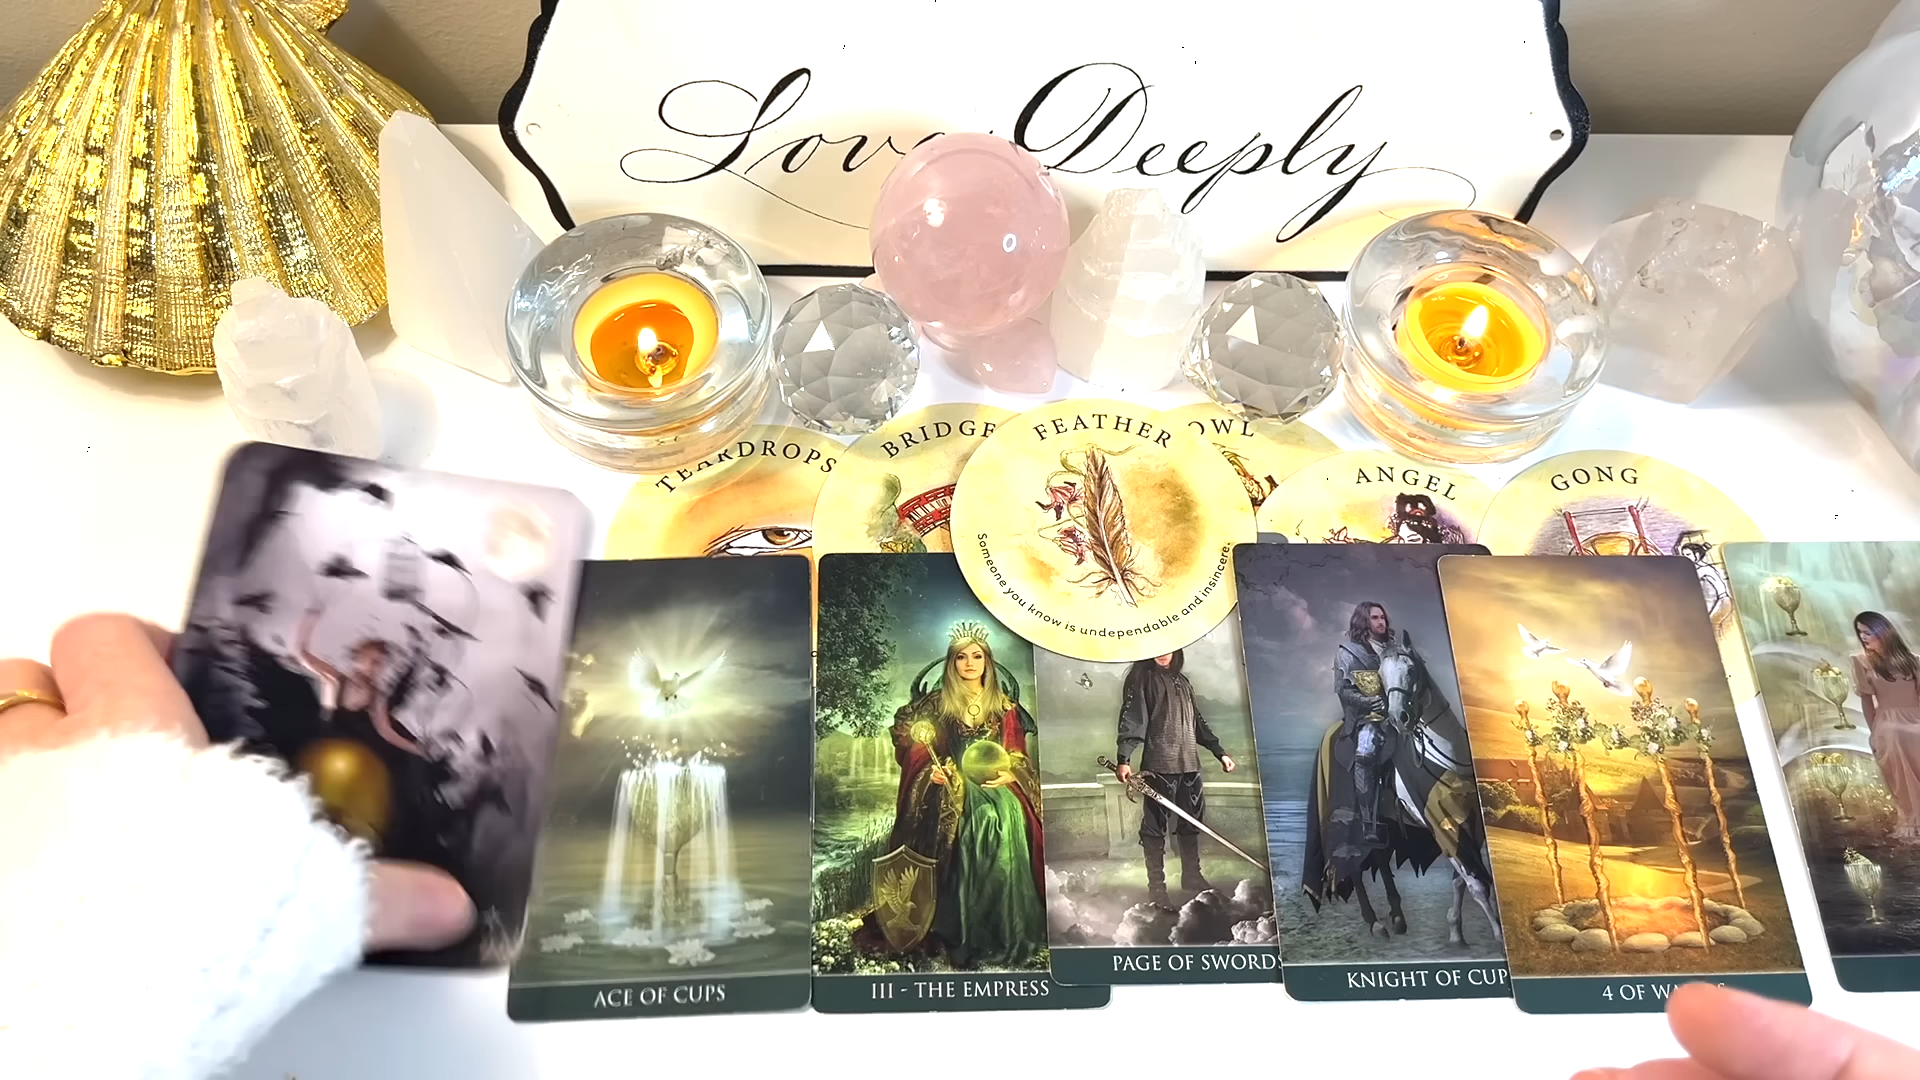 Love Deeply
TEARDROPS
BRIDGE
FEATHER
OWL
ANGEL
GONG
Someone you know is undependable and insincere.
ACE OF CUPS
III - THE EMPRESS
PAGE OF SWORDS
KNIGHT OF CUP
4 OF WANDS